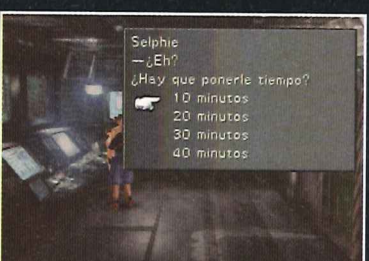 Selphie
—¿Eh?
¿Hay que ponerle tiempo?
10 minutos
20 minutos
30 minutos
40 minutos